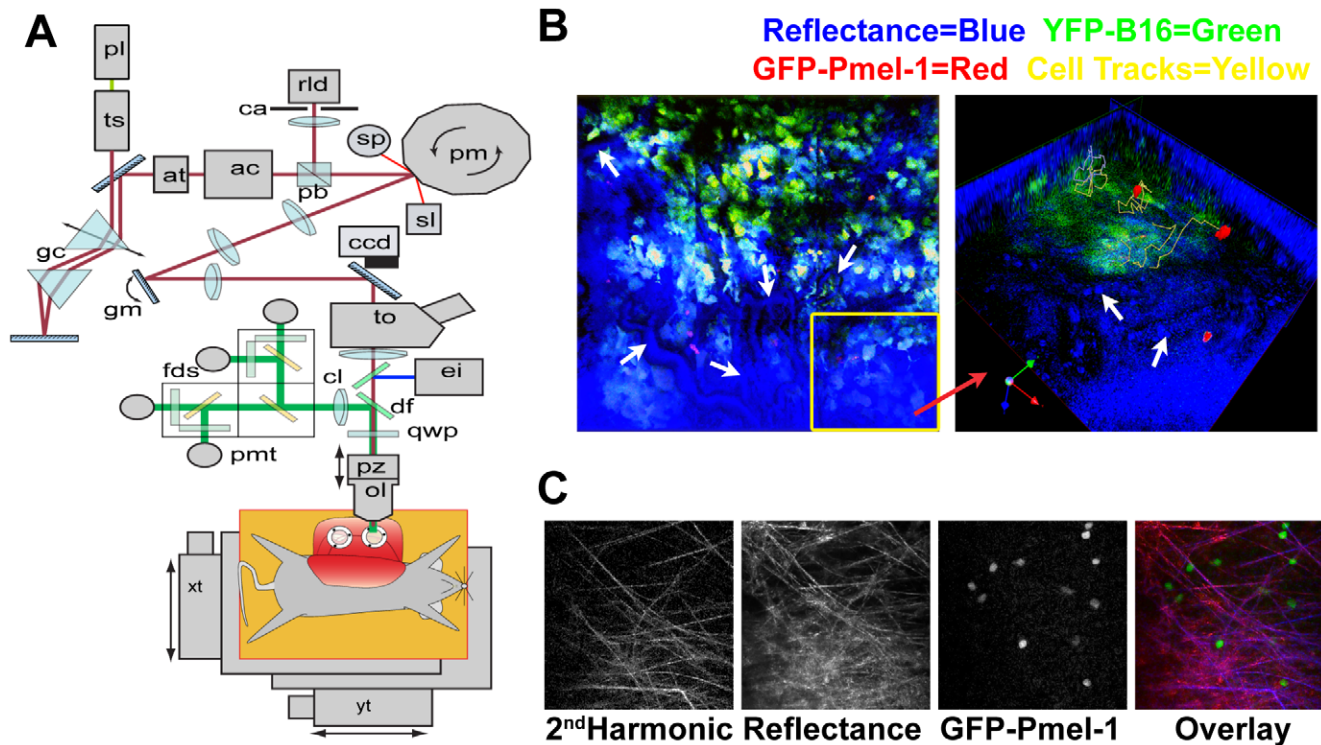 A
pl
ts
rld
ca
sp
pm
at
ac
pb
sl
gc
ccd
gm
to
fds
cl
ei
df
qwp
pmt
pz
ol
xt
yt
B
Reflectance=Blue YFP-B16=Green
GFP-Pmel-1=Red Cell Tracks=Yellow
C
2ndHarmonic Reflectance GFP-Pmel-1 Overlay